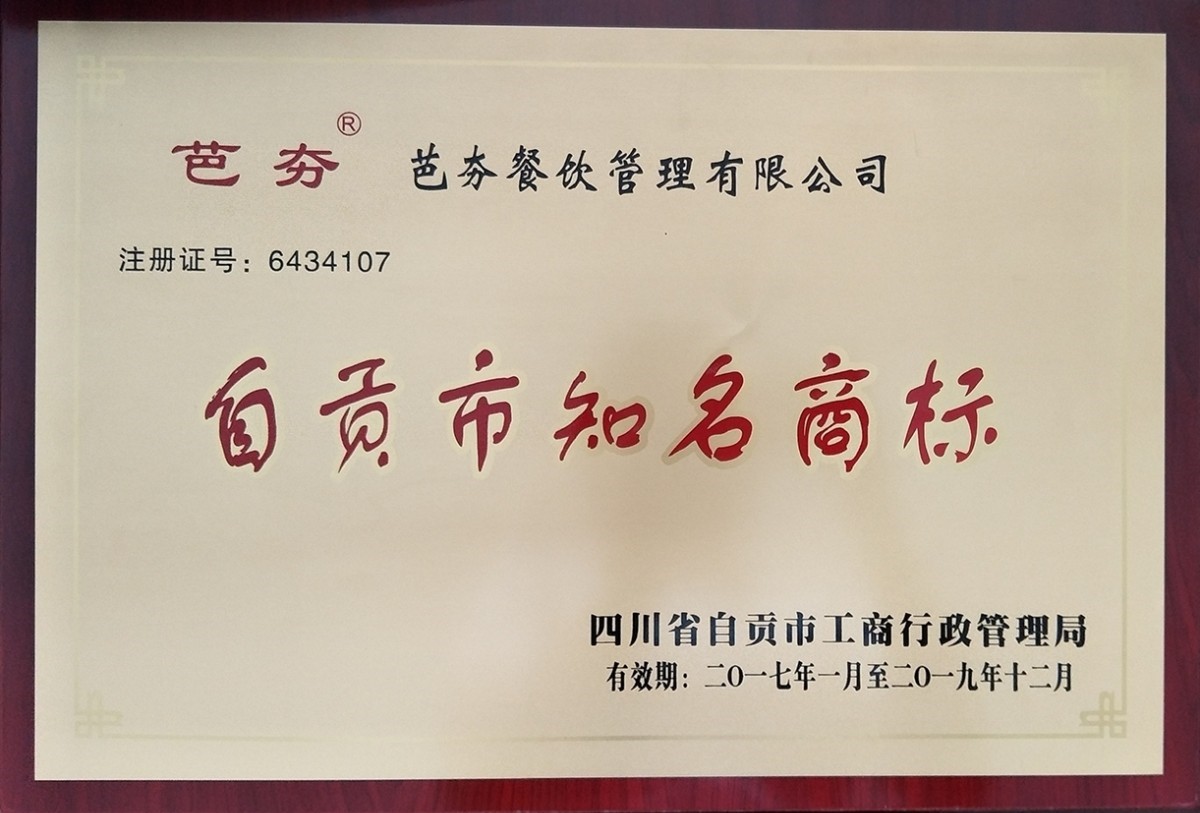 芭夯® 芭夯餐饮管理有限公司
注册证号：6434107
自贡市知名商标
四川省自贡市工商行政管理局
有效期：二〇一七年一月至二〇一九年十二月